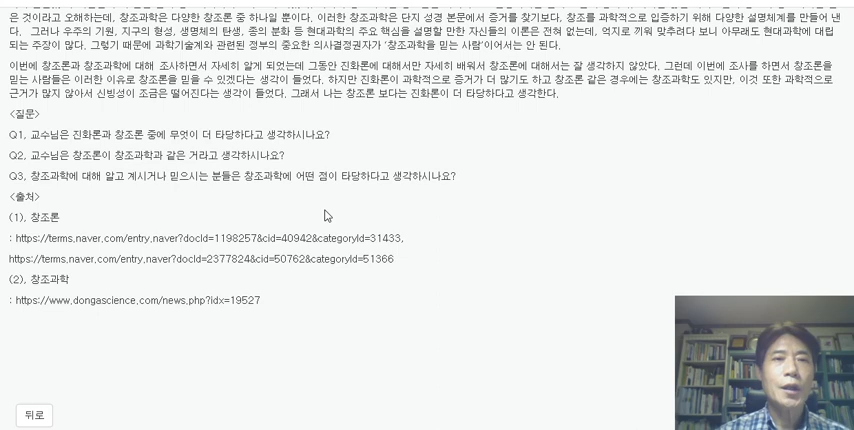 은 것이라고 오해하는데, 창조과학은 다양한 창조론 중 하나일 뿐이다. 이러한 창조과학은 단지 성경 본문에서 증거를 찾기보다, 창조를 과학적으로 입증하기 위해 다양한 설명체계를 만들어 낸
다. 그러나 우주의 기원, 지구의 형성, 생명체의 탄생, 종의 분화 등 현대과학의 주요 핵심을 설명할 만한 자신들의 이론은 전혀 없는데, 억지로 끼워 맞추려다 보니 아무래도 현대과학에 대립
되는 주장이 많다. 그렇기 때문에 과학기술계와 관련된 정부의 중요한 의사결정권자가 '창조과학을 믿는 사람'이어서는 안 된다.
이번에 창조론과 창조과학에 대해 조사하면서 자세히 알게 되었는데 그동안 진화론에 대해서만 자세히 배워서 창조론에 대해서는 잘 생각하지 않았다. 그런데 이번에 조사를 하면서 창조론을
믿는 사람들은 이러한 이유로 창조론을 믿을 수 있겠다는 생각이 들었다. 하지만 진화론이 과학적으로 증거가 더 많기도 하고 창조론 같은 경우에는 창조과학도 있지만, 이것 또한 과학적으로
근거가 많지 않아서 신빙성이 조금은 떨어진다는 생각이 들었다. 그래서 나는 창조론 보다는 진화론이 더 타당하다고 생각한다.
<질문>
Q1. 교수님은 진화론과 창조론 중에 무엇이 더 타당하다고 생각하시나요?
Q2. 교수님은 창조론이 창조과학과 같은 거라고 생각하시나요?
Q3. 창조과학에 대해 알고 계시거나 믿으시는 분들은 창조과학에 어떤 점이 타당하다고 생각하시나요?
<출처>
(1). 창조론
: https://terms.naver.com/entry.naver?docId=1198257&cid=40942&categoryId=31433,
https://terms.naver.com/entry.naver?docId=2377824&cid=50762&categoryId=51366
(2). 창조과학
: https://www.dongascience.com/news.php?idx=19527
뒤로